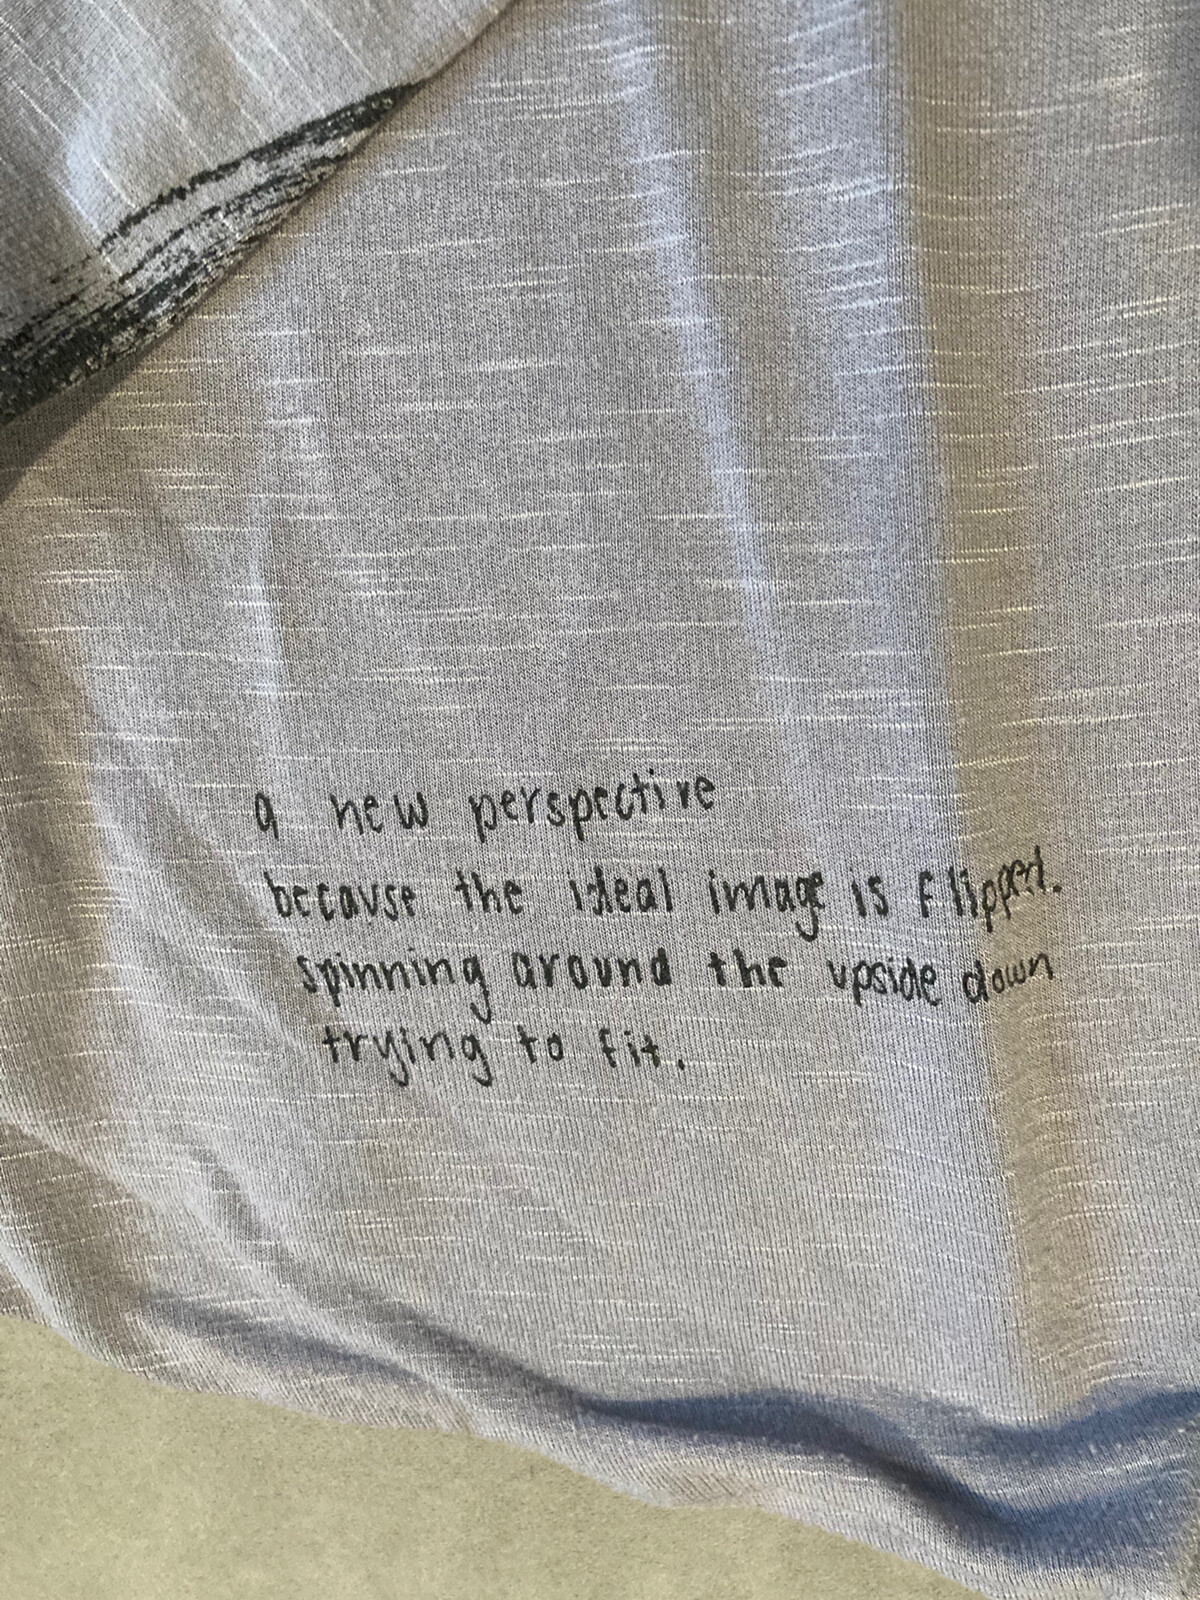 a new perspective
because the ideal image is flipped.
spinning around the upside down
trying to fit.